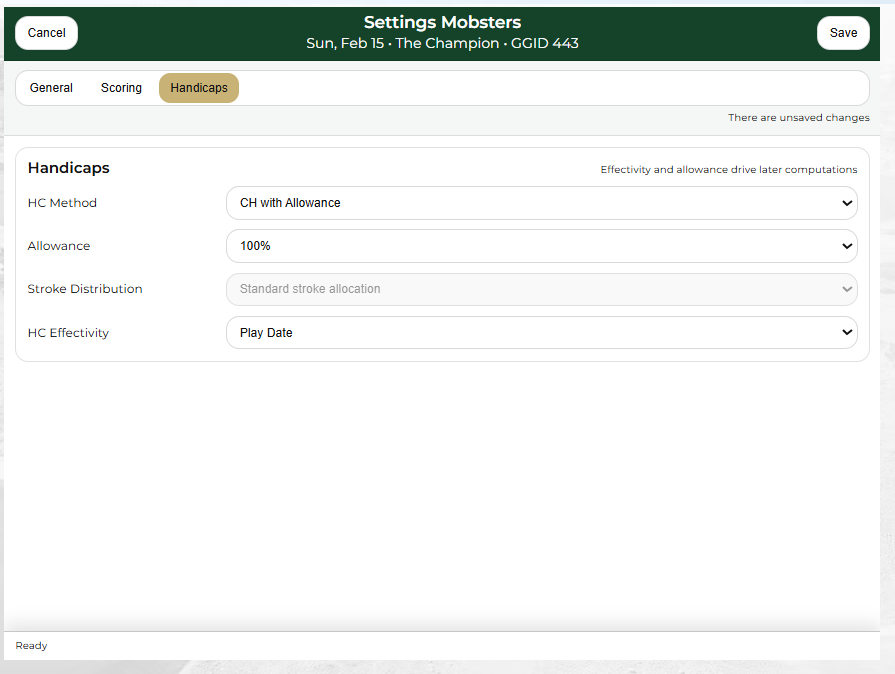 Cancel
Settings Mobsters
Sun, Feb 15 • The Champion • GGID 443
Save
General
Scoring
Handicaps
There are unsaved changes
Handicaps
Effectivity and allowance drive later computations
HC Method
CH with Allowance
Allowance
100%
Stroke Distribution
Standard stroke allocation
HC Effectivity
Play Date
Ready